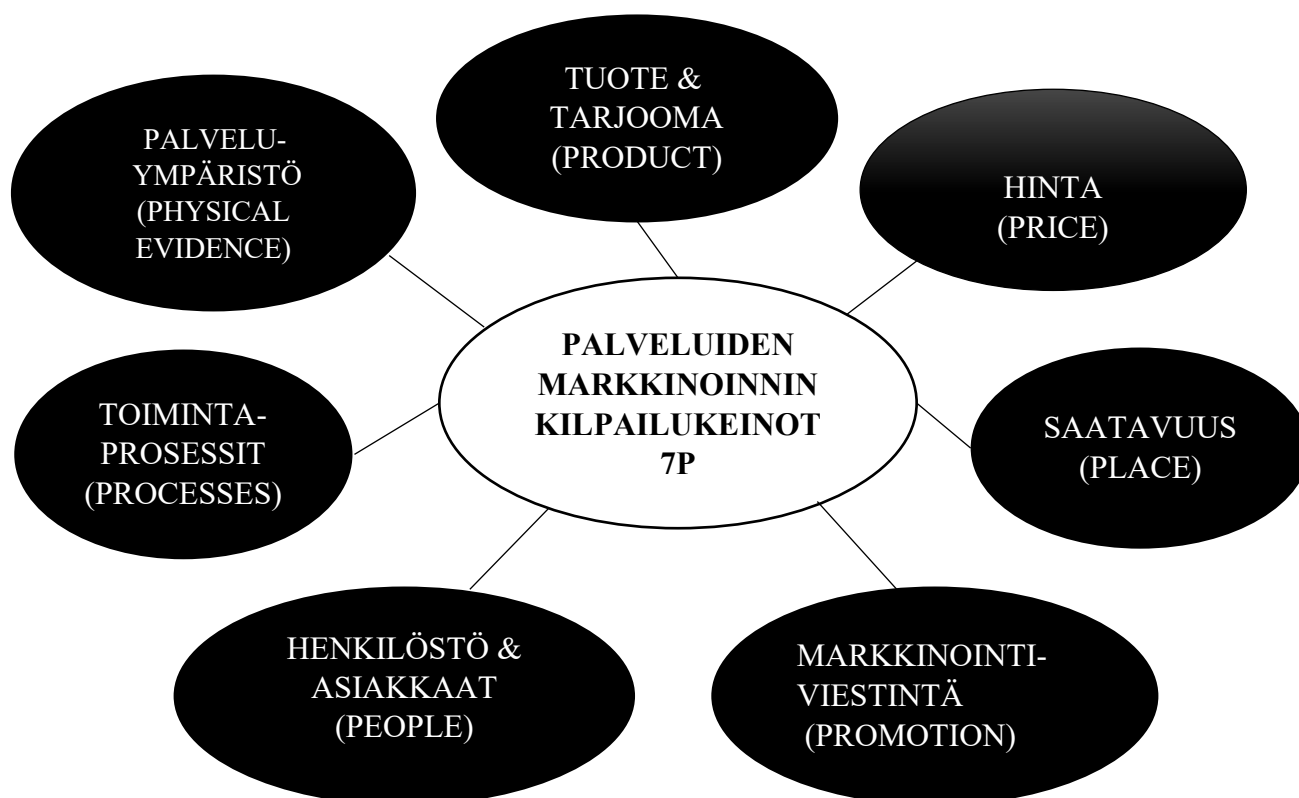 TUOTE &
TARJOOMA
(PRODUCT)
PALVELU-
YMPÄRISTÖ
(PHYSICAL
EVIDENCE)
HINTA
(PRICE)
PALVELUIDEN
MARKKINOINNIN
KILPAILUKEINOT
7P
TOIMINTA-
PROSESSIT
(PROCESSES)
SAATAVUUS
(PLACE)
HENKILÖSTÖ &
ASIAKKAAT
(PEOPLE)
MARKKINOINTI-
VIESTINTÄ
(PROMOTION)